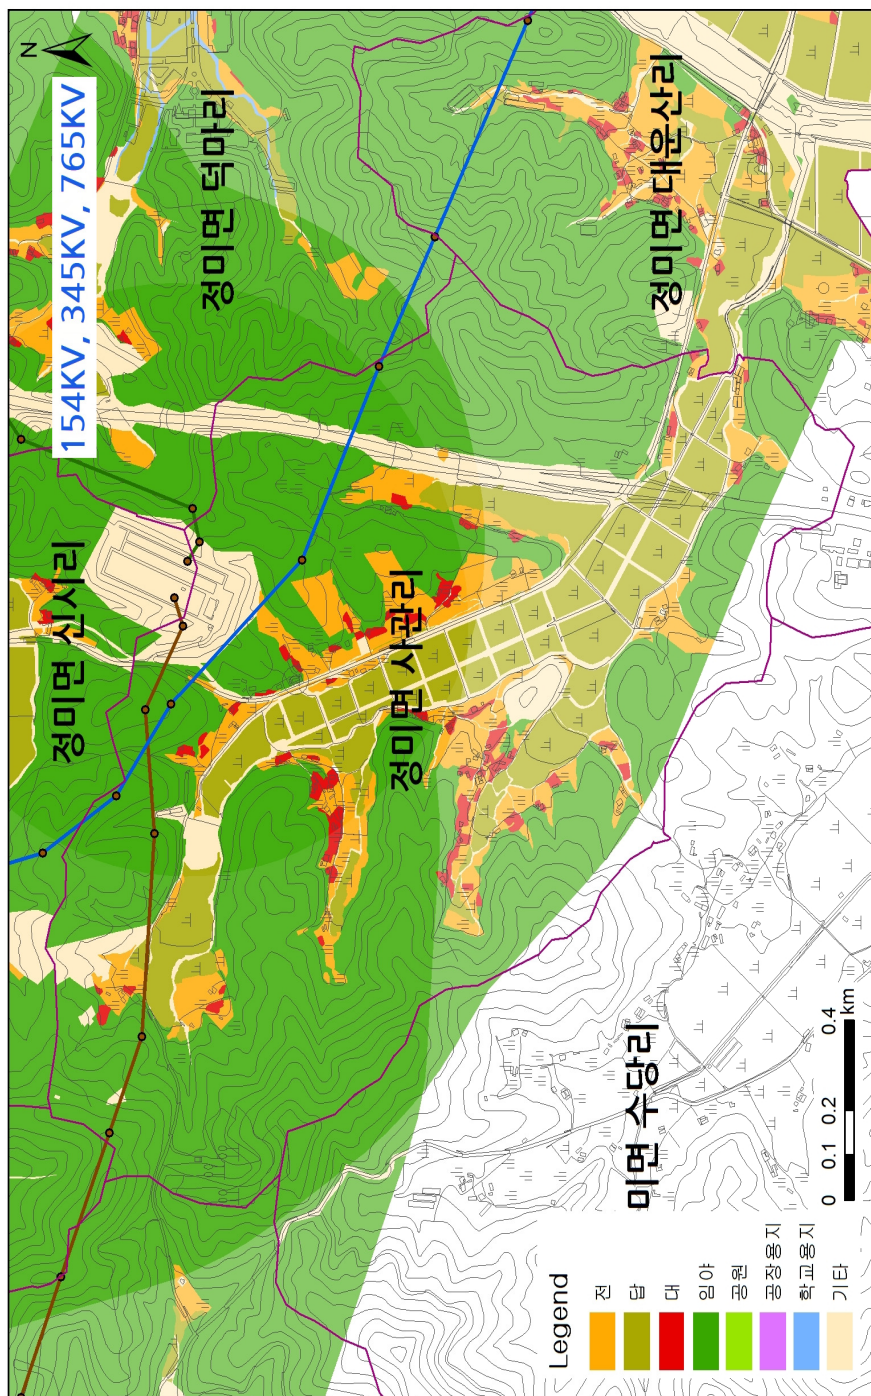 N
154KV, 345KV, 765KV
정미면 신시리
정미면 덕마리
정미면 사관리
정미면 대운산리
미면 수당리
Legend
전
답
대
임야
공원
공장용지
학교용지
기타
0 0.1 0.2 0.4
km